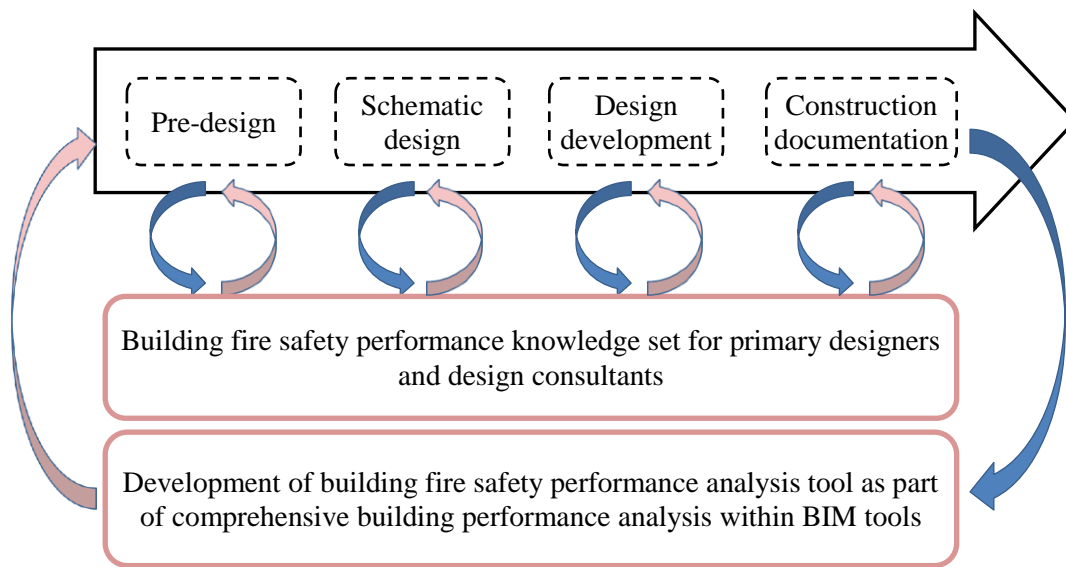 Pre-design
Schematic
design
Design
development
Construction
documentation
Building fire safety performance knowledge set for primary designers
and design consultants
Development of building fire safety performance analysis tool as part
of comprehensive building performance analysis within BIM tools